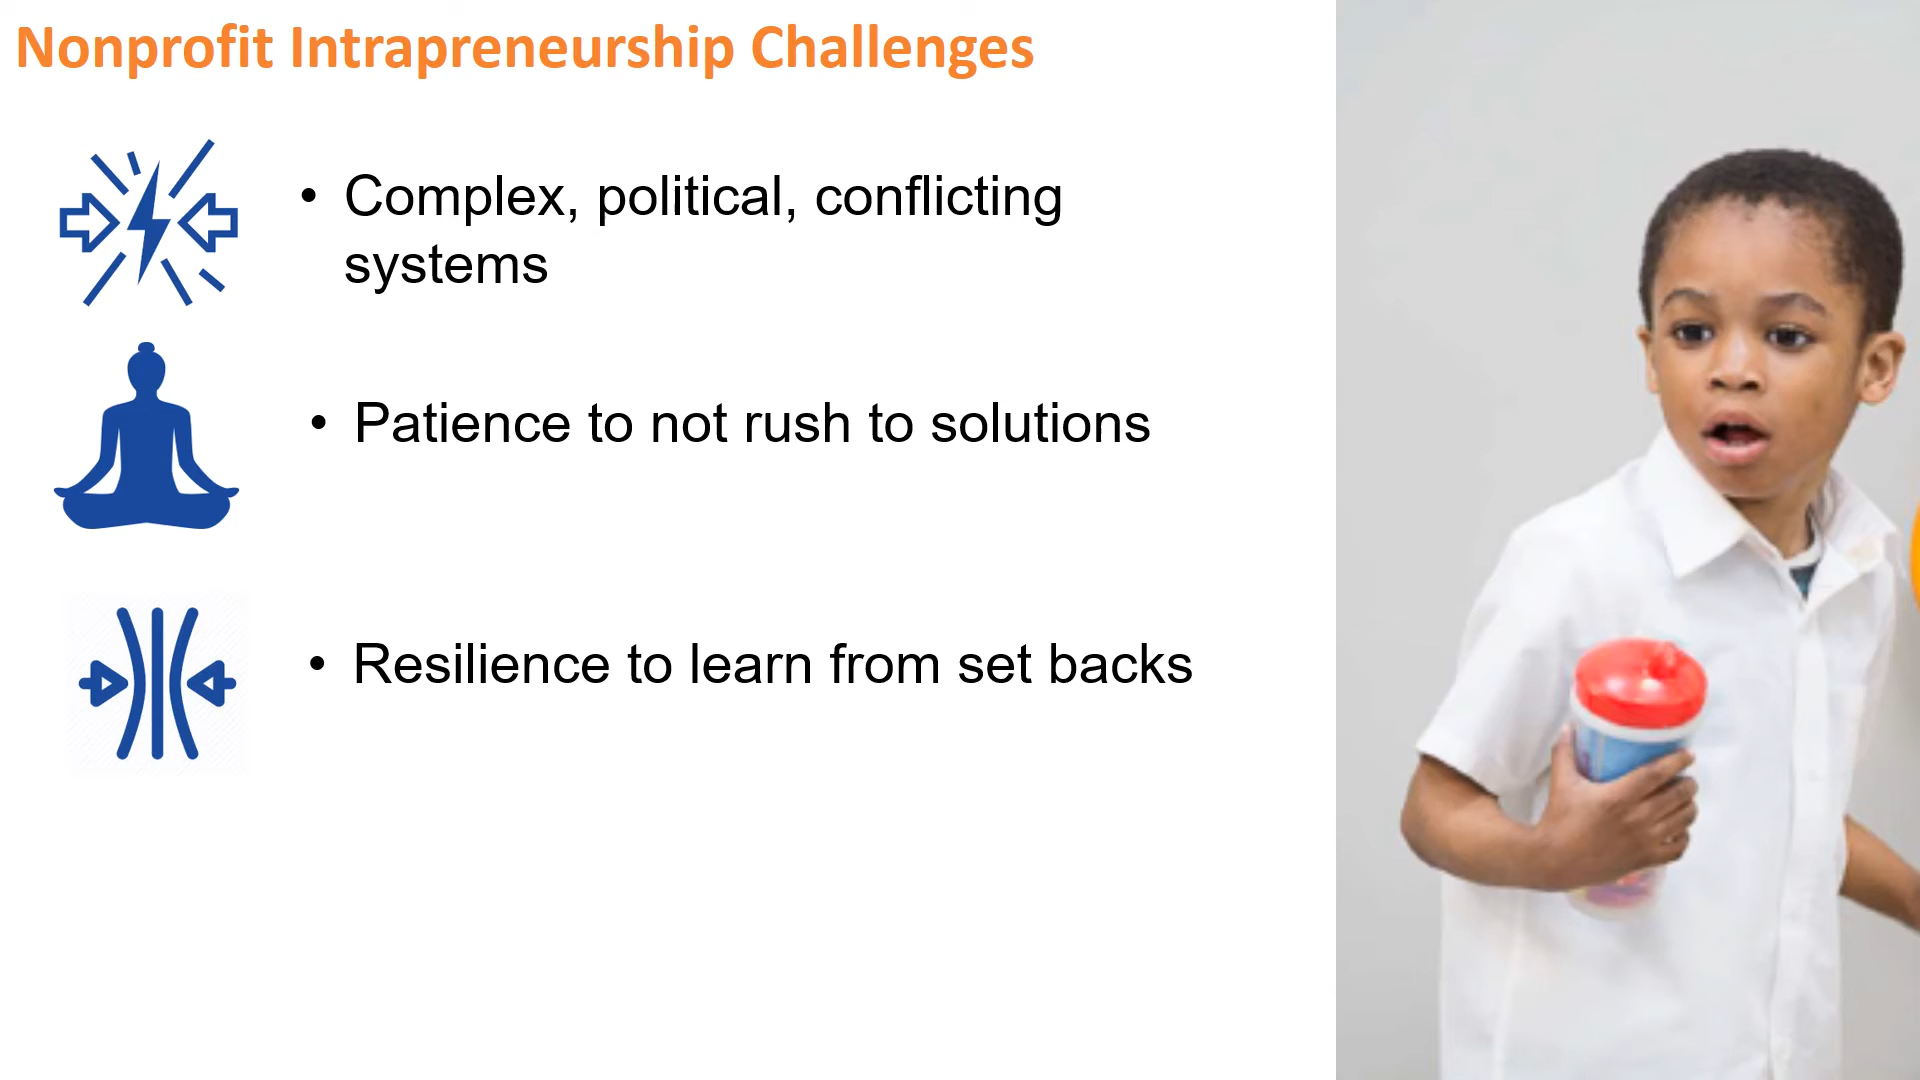 Nonprofit Intrapreneurship Challenges
• Complex, political, conflicting
systems
• Patience to not rush to solutions
• Resilience to learn from set backs